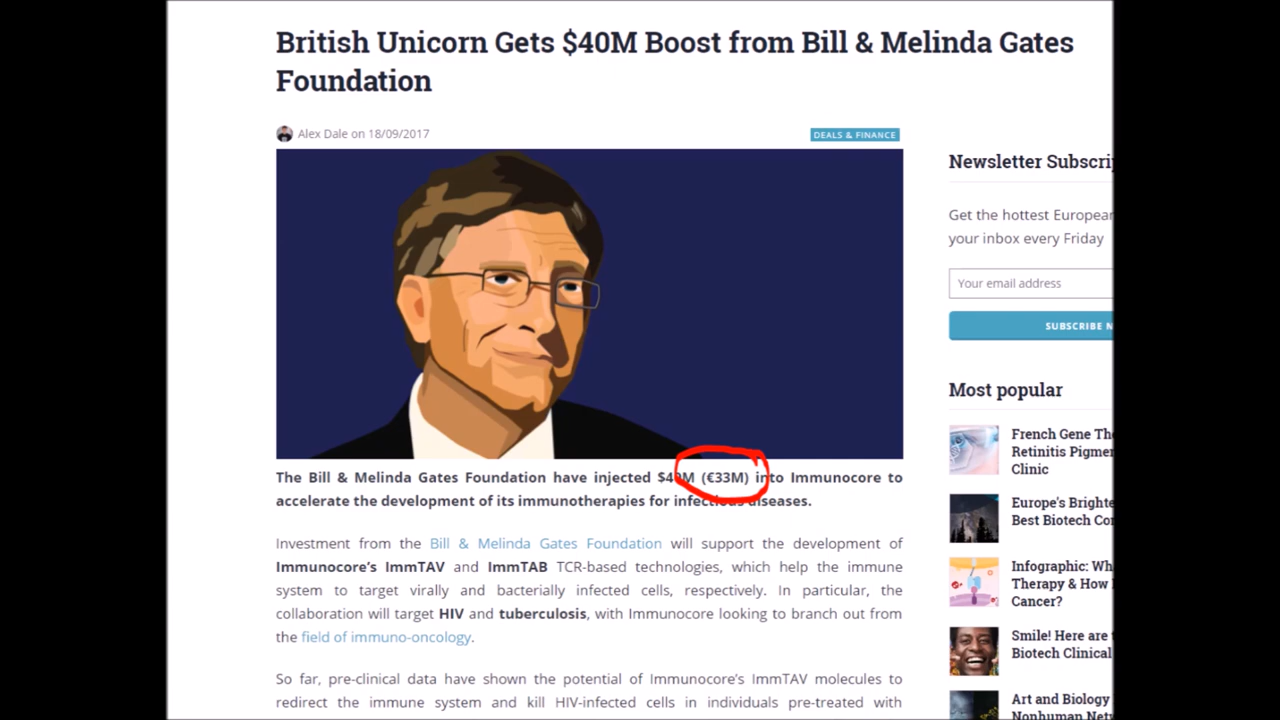 British Unicorn Gets $40M Boost from Bill & Melinda Gates
Foundation
Alex Dale on 18/09/2017
DEALS & FINANCE
The Bill & Melinda Gates Foundation have injected $40M (€33M) into Immunocore to
accelerate the development of its immunotherapies for infectious diseases.
Investment from the Bill & Melinda Gates Foundation will support the development of
Immunocore's ImmTAV and ImmTAB TCR-based technologies, which help the immune
system to target virally and bacterially infected cells, respectively. In particular, the
collaboration will target HIV and tuberculosis, with Immunocore looking to branch out from
the field of immuno-oncology.
So far, pre-clinical data have shown the potential of Immunocore's ImmTAV molecules to
redirect the immune system and kill HIV-infected cells in individuals pre-treated with
Newsletter Subscri
Get the hottest European
your inbox every Friday
Your email address
SUBSCRIBE N
Most popular
French Gene The
Retinitis Pigmen
Clinic
Europe's Brighte
Best Biotech Co
Infographic: Wh
Therapy & How
Cancer?
Smile! Here are
Biotech Clinical
Art and Biology
Nonhuman Net